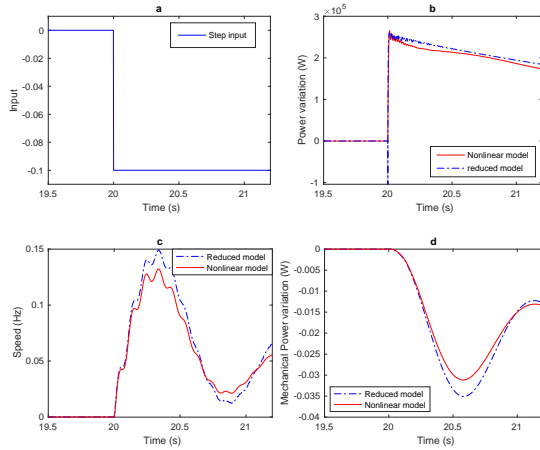 a
0
-0.02
-0.04
-0.06
-0.08
-0.1
Input
Step input
19.5 20 20.5 21
Time (s)
b
×10⁵
3
2
1
0
-1
Power variation (W)
Nonlinear model
reduced model
19.5 20 20.5 21
Time (s)
c
0.15
0.1
0.05
0
Speed (Hz)
Reduced model
Nonlinear model
19.5 20 20.5 21
Time (s)
d
0
-0.005
-0.01
-0.015
-0.02
-0.025
-0.03
-0.035
-0.04
Mechanical Power variation (W)
Reduced model
Nonlinear model
19.5 20 20.5 21
Time (s)